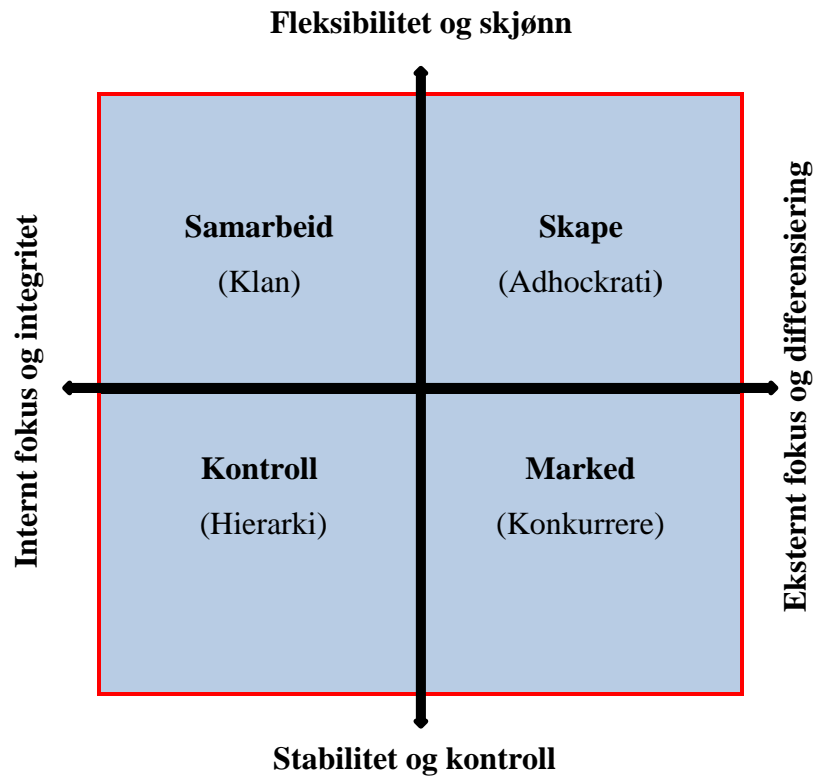 Fleksibilitet og skjønn
Internt fokus og integritet
Samarbeid
(Klan)
Skape
(Adhockrati)
Kontroll
(Hierarki)
Marked
(Konkurrere)
Eksternt fokus og differensiering
Stabilitet og kontroll